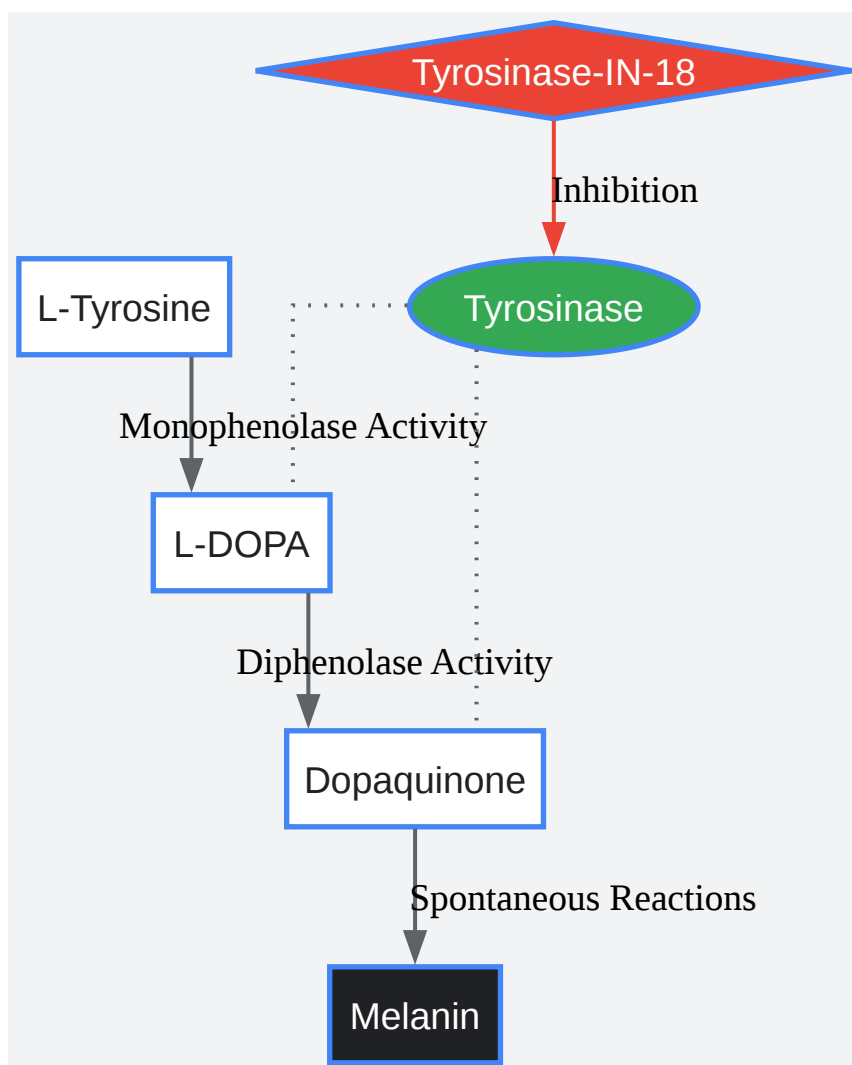 Tyrosinase-IN-18
Inhibition
L-Tyrosine
Tyrosinase
Monophenolase Activity
L-DOPA
Diphenolase Activity
Dopaquinone
Spontaneous Reactions
Melanin